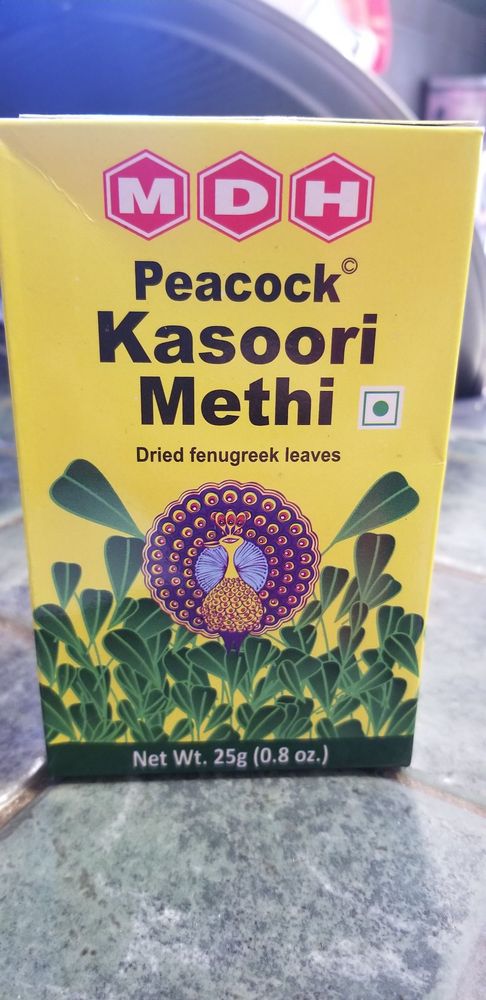 MDH
Peacock©
Kasoori
Methi
Dried fenugreek leaves
Net Wt. 25g (0.8 oz.)